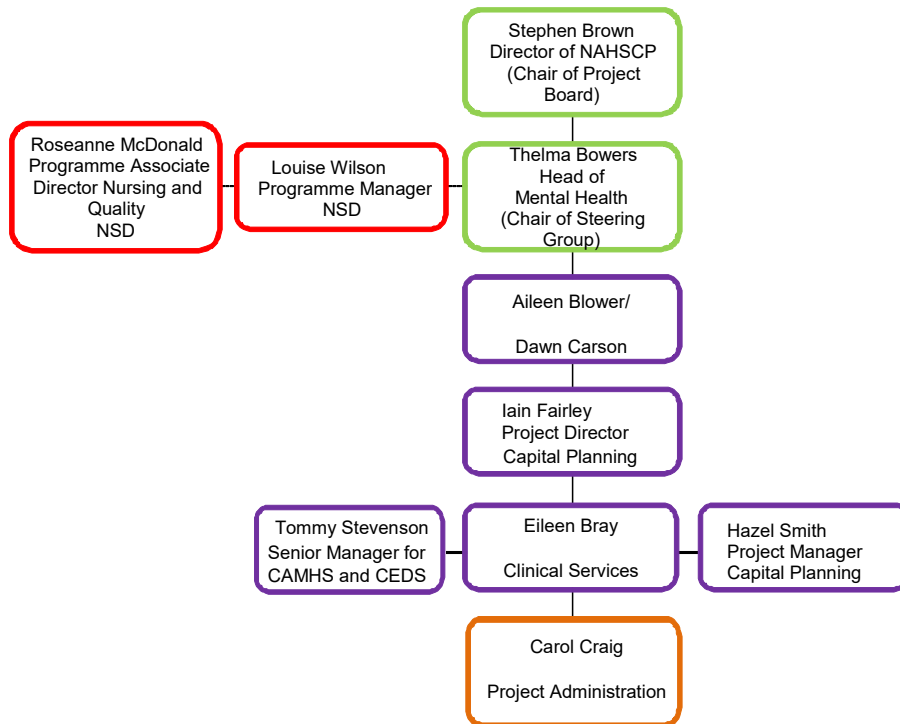 Stephen Brown
Director of NAHSCP
(Chair of Project
Board)
Roseanne McDonald
Programme Associate
Director Nursing and
Quality
NSD
Louise Wilson
Programme Manager
NSD
Thelma Bowers
Head of
Mental Health
(Chair of Steering
Group)
Aileen Blower/
Dawn Carson
Iain Fairley
Project Director
Capital Planning
Tommy Stevenson
Senior Manager for
CAMHS and CEDS
Eileen Bray
Clinical Services
Hazel Smith
Project Manager
Capital Planning
Carol Craig
Project Administration